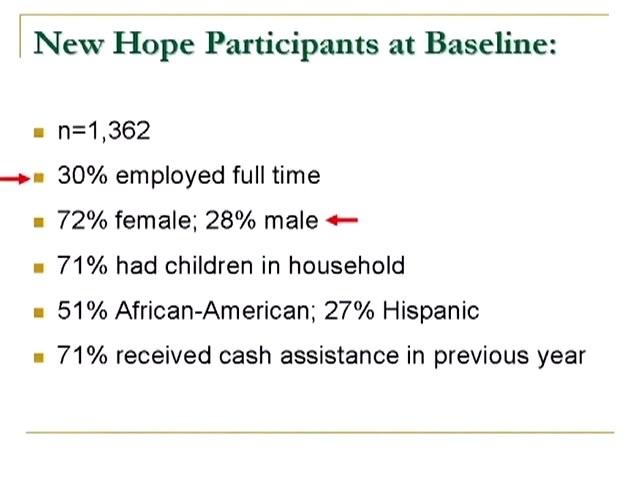 New Hope Participants at Baseline:
n=1,362
30% employed full time
72% female; 28% male
71% had children in household
51% African-American; 27% Hispanic
71% received cash assistance in previous year